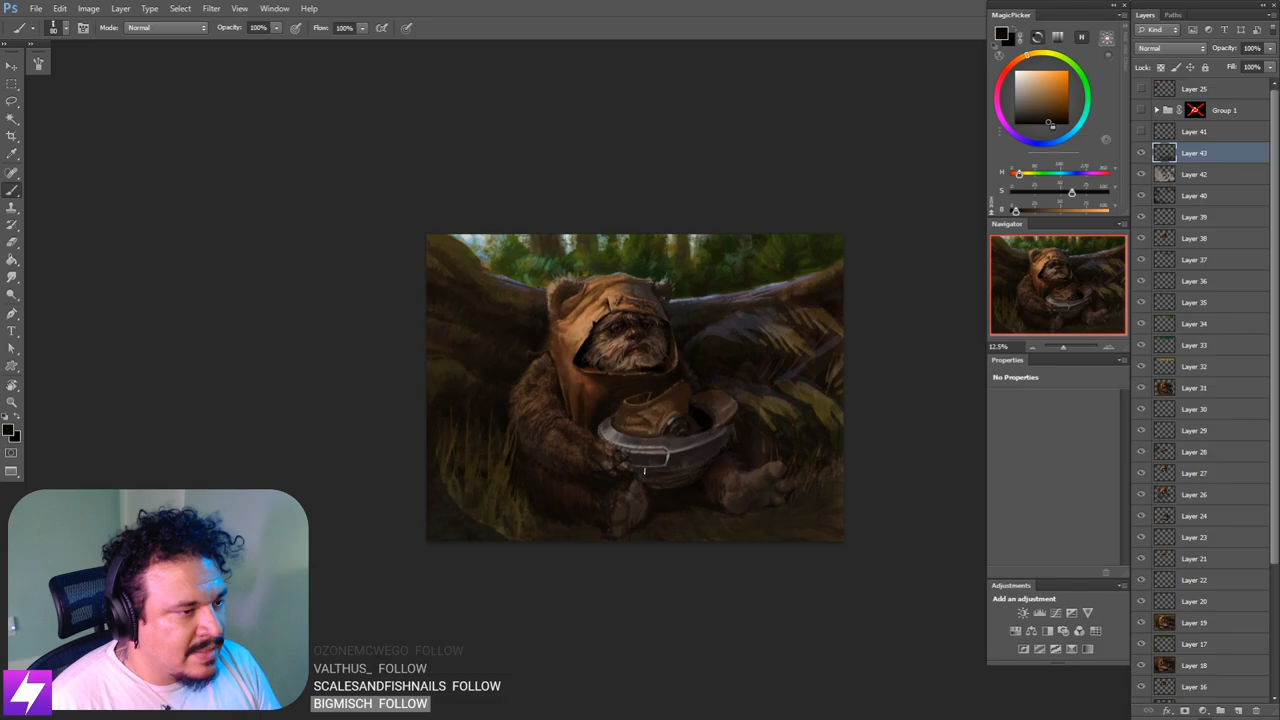 Ps File Edit Image Layer Type Select Filter View Window Help
80 Mode: Normal Opacity: 100% Flow: 100%
MagicPicker
H
H
S
B
Navigator
12.5%
Properties
No Properties
Adjustments
Add an adjustment
Layers Paths
Kind
Normal Opacity: 100%
Lock: Fill: 100%
Layer 25
Group 1
Layer 41
Layer 43
Layer 42
Layer 40
Layer 39
Layer 38
Layer 37
Layer 36
Layer 35
Layer 34
Layer 33
Layer 32
Layer 31
Layer 30
Layer 29
Layer 28
Layer 27
Layer 26
Layer 24
Layer 23
Layer 21
Layer 22
Layer 20
Layer 19
Layer 17
Layer 18
Layer 16
OZONEMCWEGO FOLLOW
VALTHUS_ FOLLOW
SCALESANDFISHNAILS FOLLOW
BIGMISCH FOLLOW